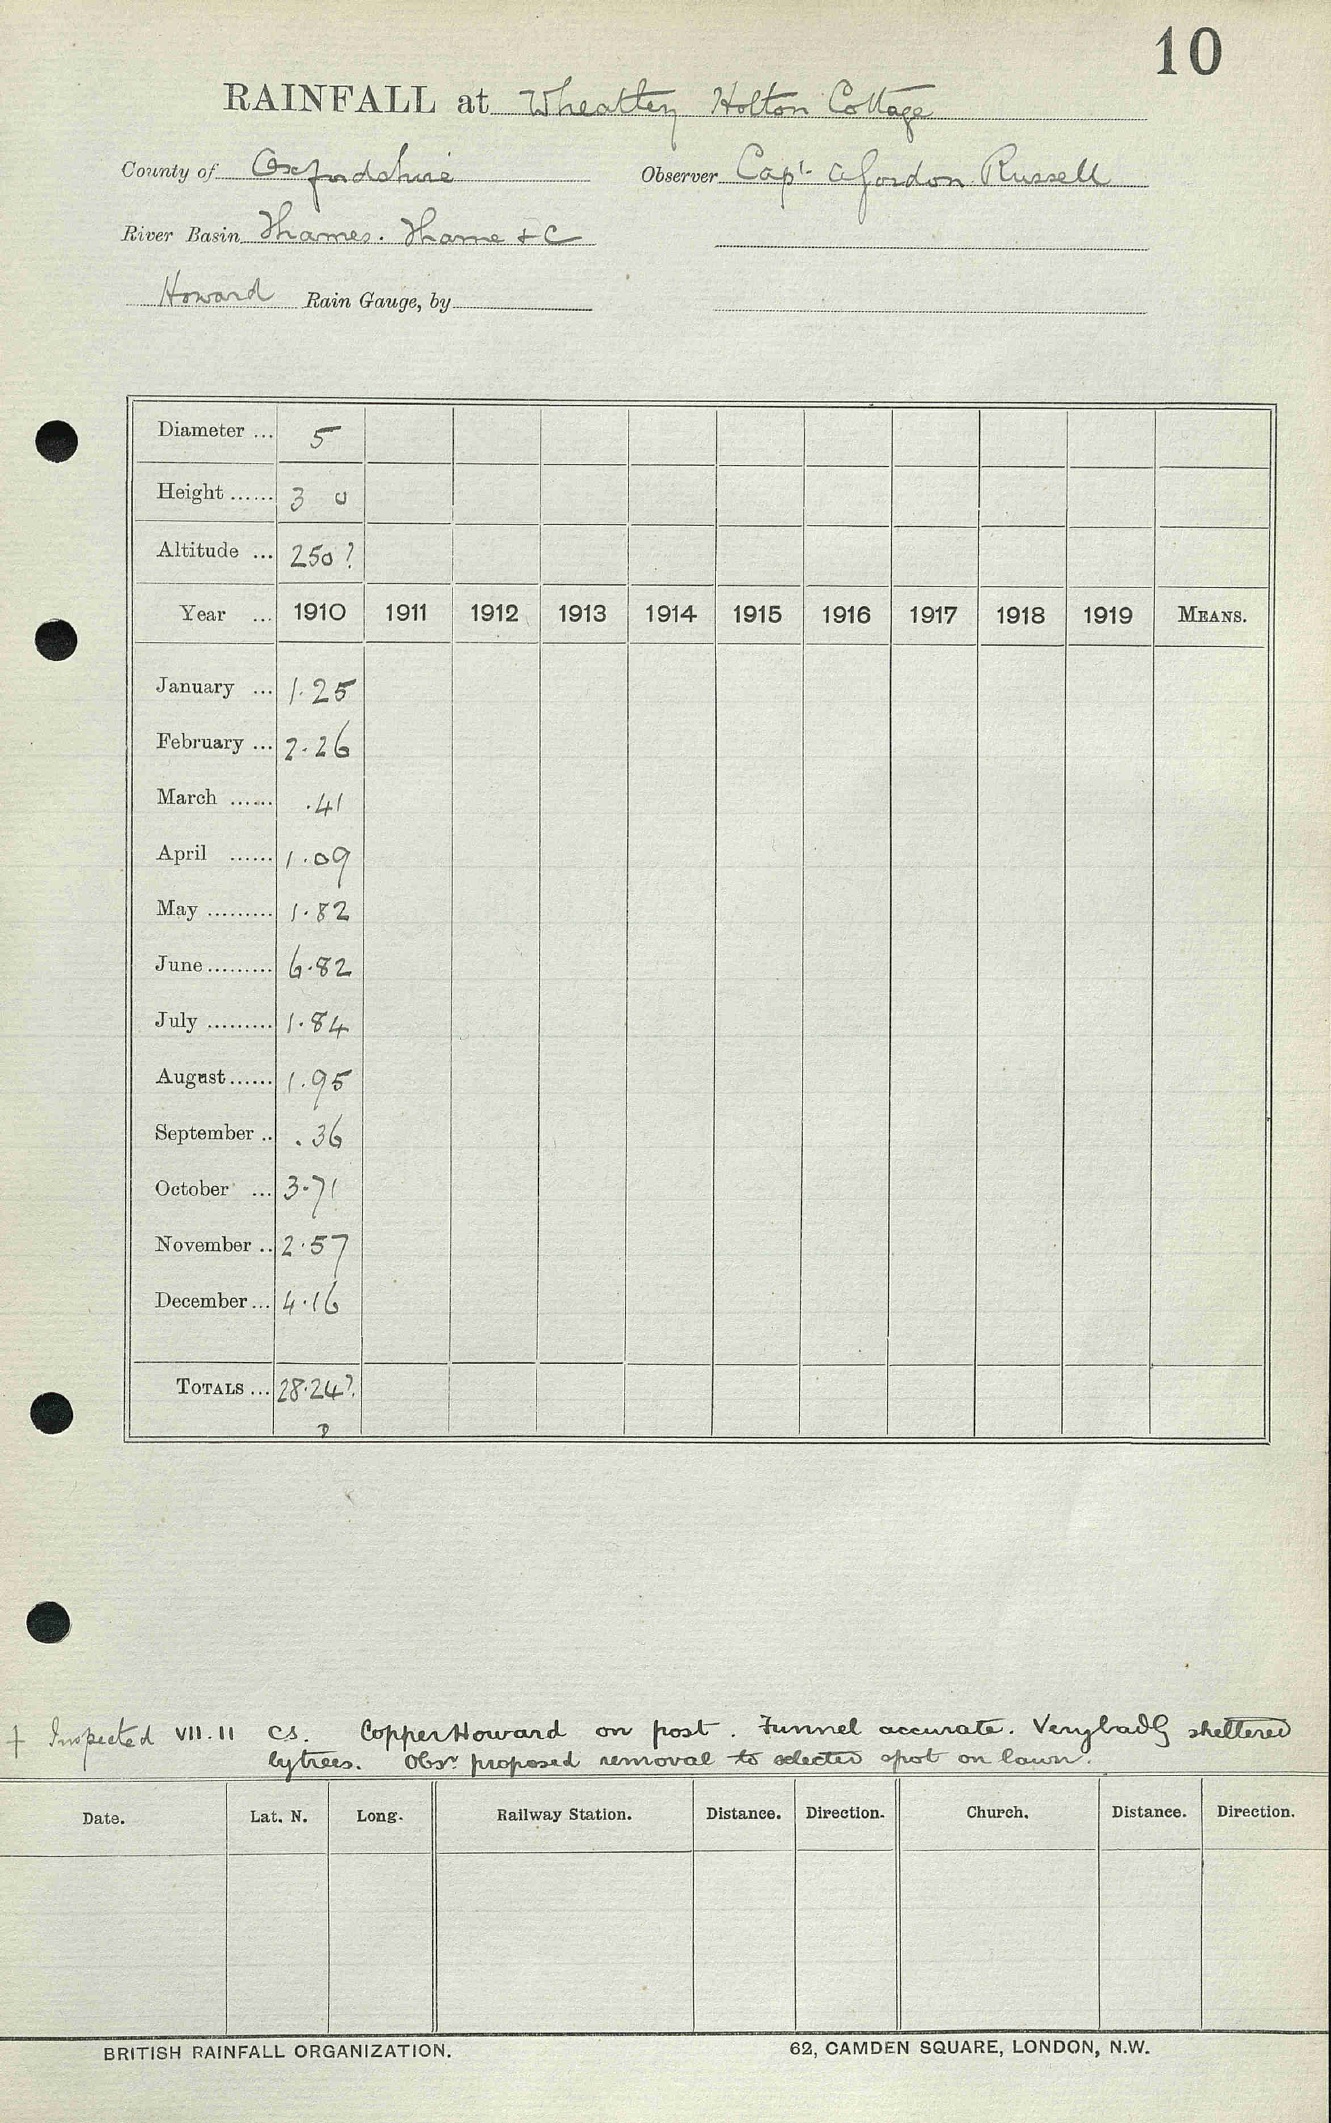 10
RAINFALL at Wheatley Holton Cottage
County of Oxfordshire Observer Capt. A Gordon Russell
River Basin Thames. Thame & C
Howard Rain Gauge, by
Diameter ... 5
Height ...... 3 0
Altitude ... 250?
Year ... 1910 1911 1912 1913 1914 1915 1916 1917 1918 1919 MEANS.
January ... 1.25
February ... 2.26
March ...... .41
April ...... 1.09
May ......... 1.82
June ......... 6.82
July ......... 1.84
August ...... 1.95
September .. .36
October ... 3.71
November .. 2.57
December ... 4.16
TOTALS ... 28.24?
+ Inspected VII.11 CS. Copper Howard on post. Funnel accurate. Very badly sheltered
by trees. Obsr. proposed removal to selected spot on lawn.
Date. Lat. N. Long. Railway Station. Distance. Direction. Church. Distance. Direction.
BRITISH RAINFALL ORGANIZATION. 62, CAMDEN SQUARE, LONDON, N.W.